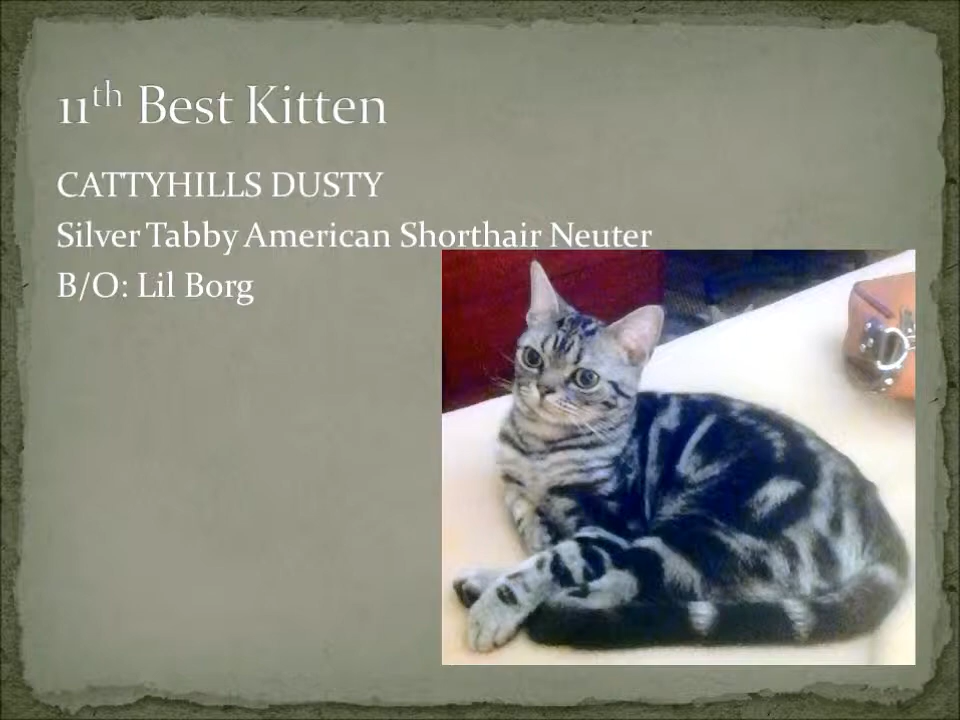 11th Best Kitten
CATTYHILLS DUSTY
Silver Tabby American Shorthair Neuter
B/O: Lil Borg